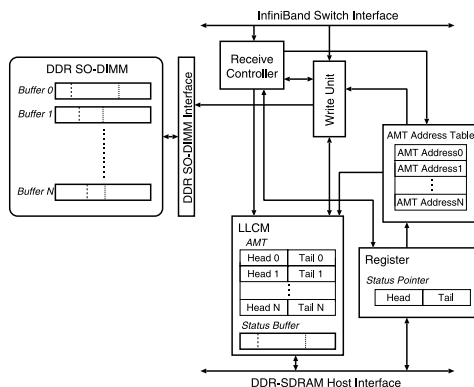 InfiniBand Switch Interface
DDR SO-DIMM
Buffer 0
Buffer 1
Buffer N
DDR SO-DIMM Interface
Receive
Controller
Write Unit
AMT Address Table
AMT Address0
AMT Address1
AMT AddressN
LLCM
AMT
Head 0 Tail 0
Head 1 Tail 1
Head N Tail N
Status Buffer
Register
Status Pointer
Head Tail
DDR-SDRAM Host Interface